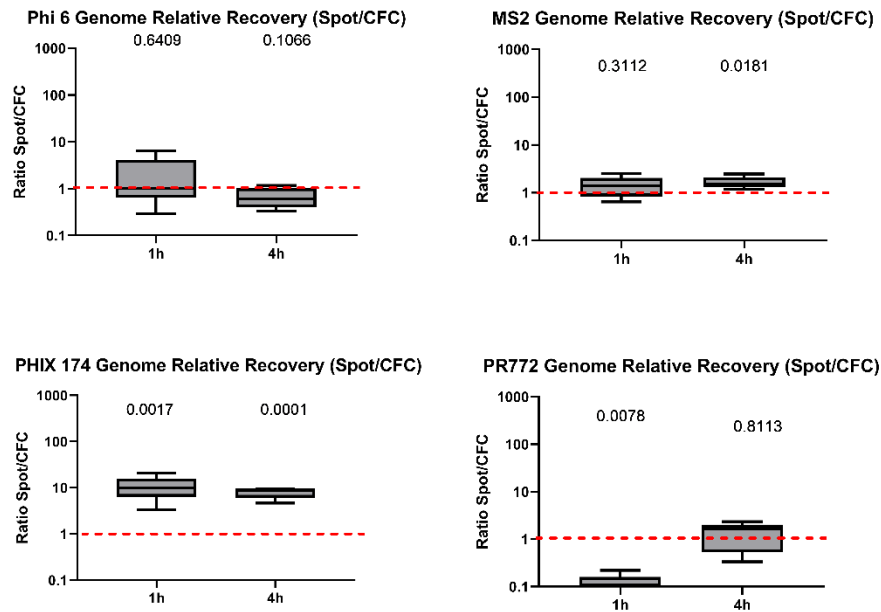 Phi 6 Genome Relative Recovery (Spot/CFC)
0.6409 0.1066
1000
100
10
1
0.1
Ratio Spot/CFC
1h 4h
MS2 Genome Relative Recovery (Spot/CFC)
0.3112 0.0181
1000
100
10
1
0.1
Ratio Spot/CFC
1h 4h
PHIX 174 Genome Relative Recovery (Spot/CFC)
0.0017 0.0001
1000
100
10
1
0.1
Ratio Spot/CFC
1h 4h
PR772 Genome Relative Recovery (Spot/CFC)
0.0078 0.8113
1000
100
10
1
0.1
Ratio Spot/CFC
1h 4h